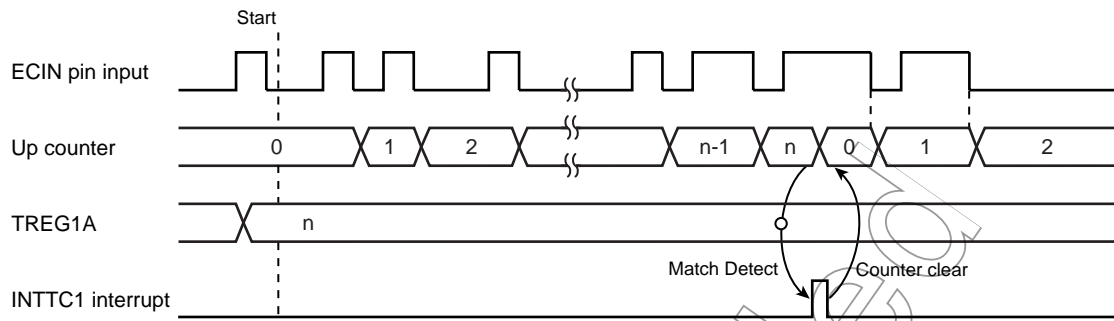 Start
ECIN pin input
Up counter
0 1 2 n-1 n 0 1 2
TREG1A
n
Match Detect
Counter clear
INTTC1 interrupt